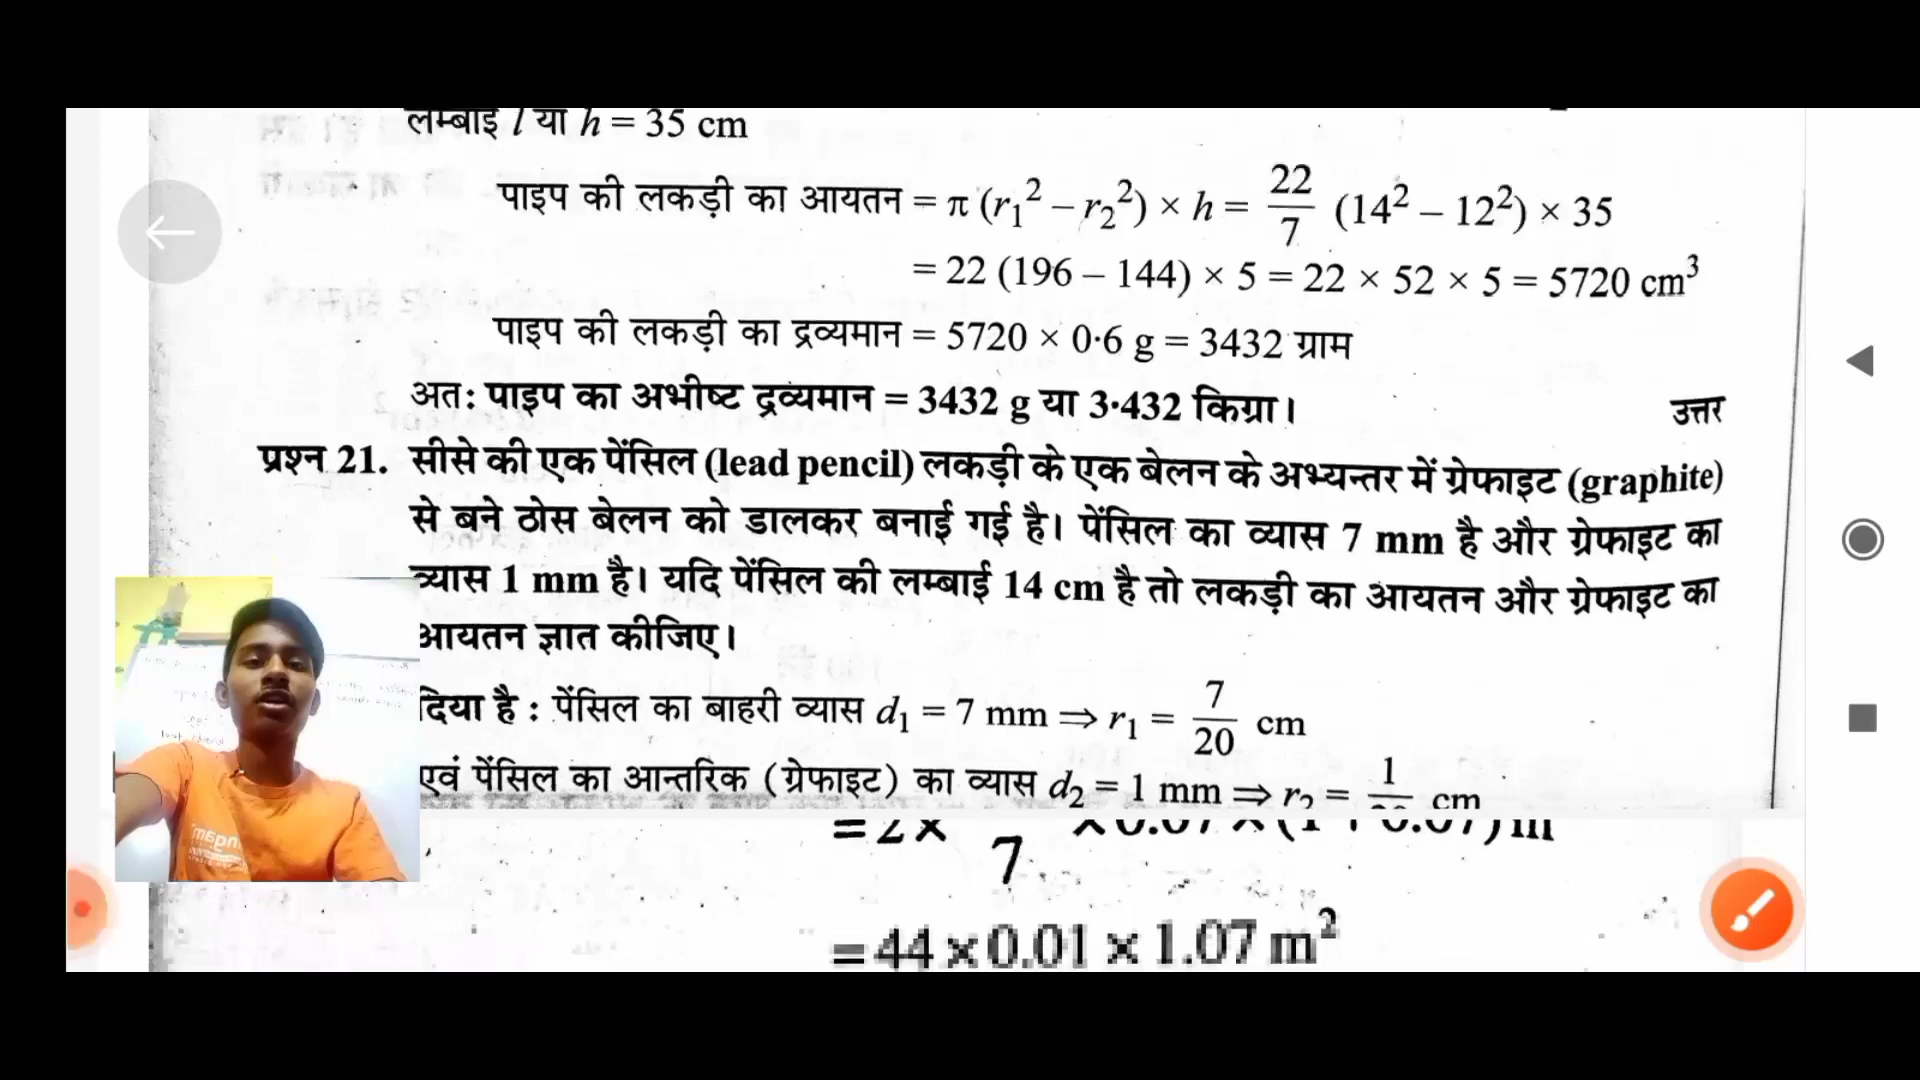 लम्बाई l या h = 35 cm
पाइप की लकड़ी का आयतन = π (r₁² – r₂²) × h = 22/7 (14² – 12²) × 35
= 22 (196 – 144) × 5 = 22 × 52 × 5 = 5720 cm³
पाइप की लकड़ी का द्रव्यमान = 5720 × 0·6 g = 3432 ग्राम
अतः पाइप का अभीष्ट द्रव्यमान = 3432 g या 3·432 किग्रा। उत्तर
प्रश्न 21. सीसे की एक पेंसिल (lead pencil) लकड़ी के एक बेलन के अभ्यन्तर में ग्रेफाइट (graphite)
से बने ठोस बेलन को डालकर बनाई गई है। पेंसिल का व्यास 7 mm है और ग्रेफाइट का
व्यास 1 mm है। यदि पेंसिल की लम्बाई 14 cm है तो लकड़ी का आयतन और ग्रेफाइट का
आयतन ज्ञात कीजिए।
दिया है : पेंसिल का बाहरी व्यास d₁ = 7 mm ⇒ r₁ = 7/20 cm
एवं पेंसिल का आन्तरिक (ग्रेफाइट) का व्यास d₂ = 1 mm ⇒ r₂ = 1 cm
7
= 44 × 0.01 × 1.07 m²